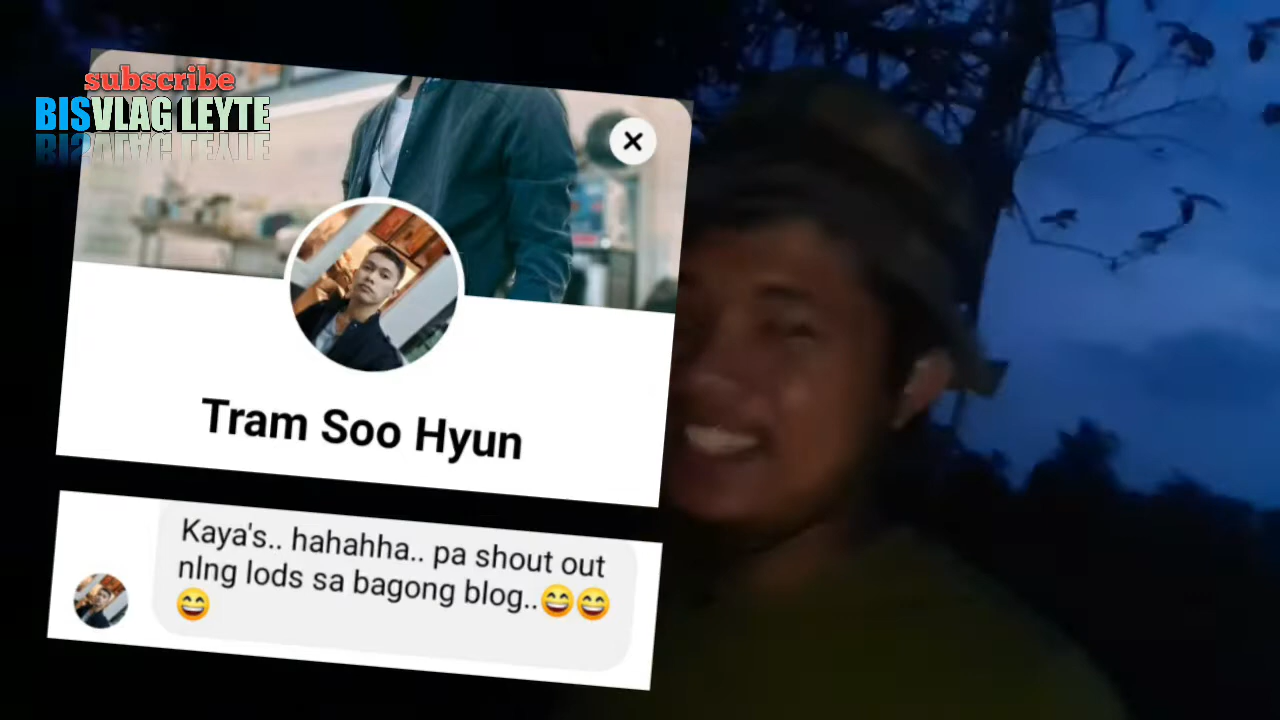 subscribe
BISVLAG LEYTE
Tram Soo Hyun
Kaya's.. hahahha.. pa shout out
nlng lods sa bagong blog..😄😄
😄